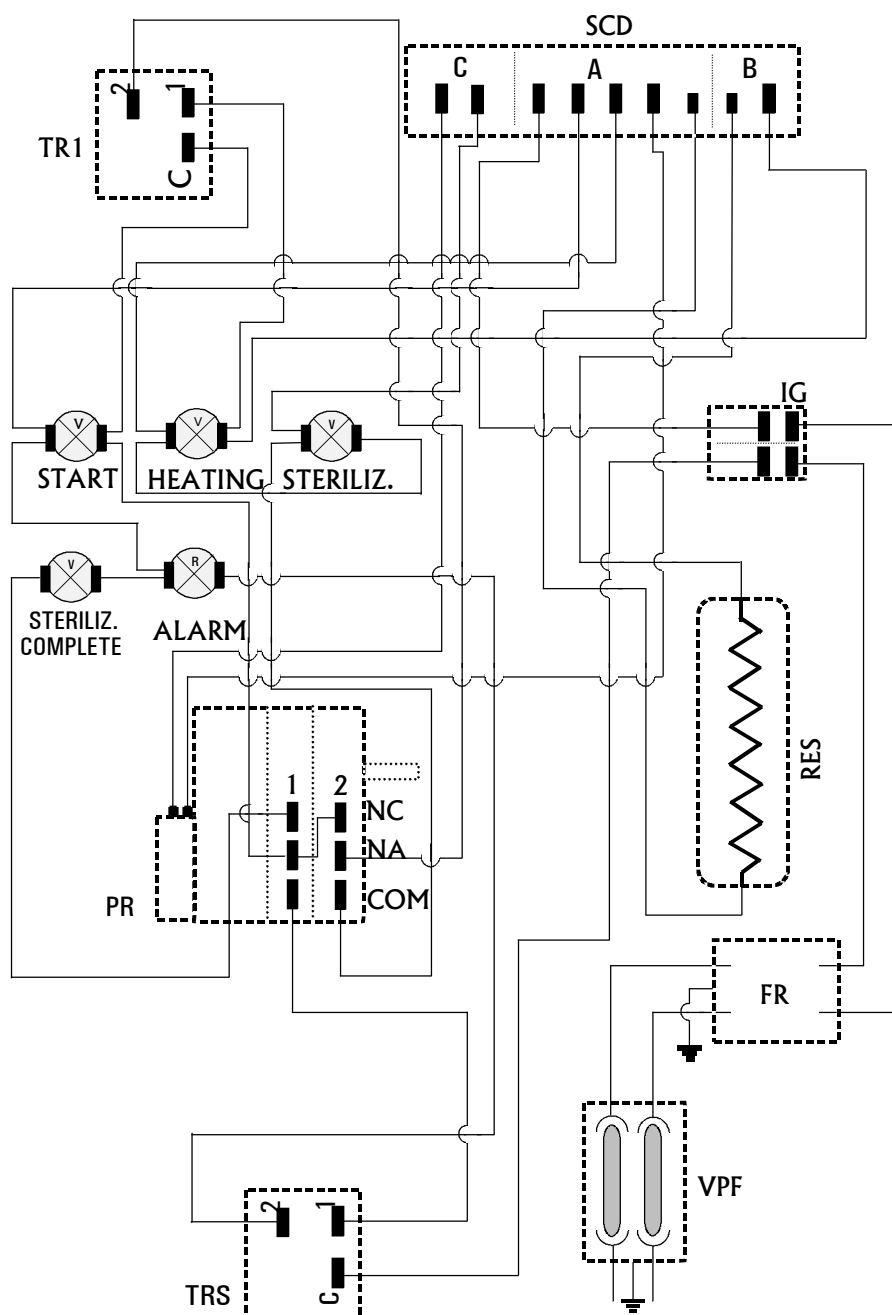 SCD
C A B
2 1
TR1
C
IG
V V V
START HEATING STERILIZ.
V R
STERILIZ.
COMPLETE
ALARM
RES
1 2
NC
NA
PR
COM
FR
VPF
2 1
TRS
C